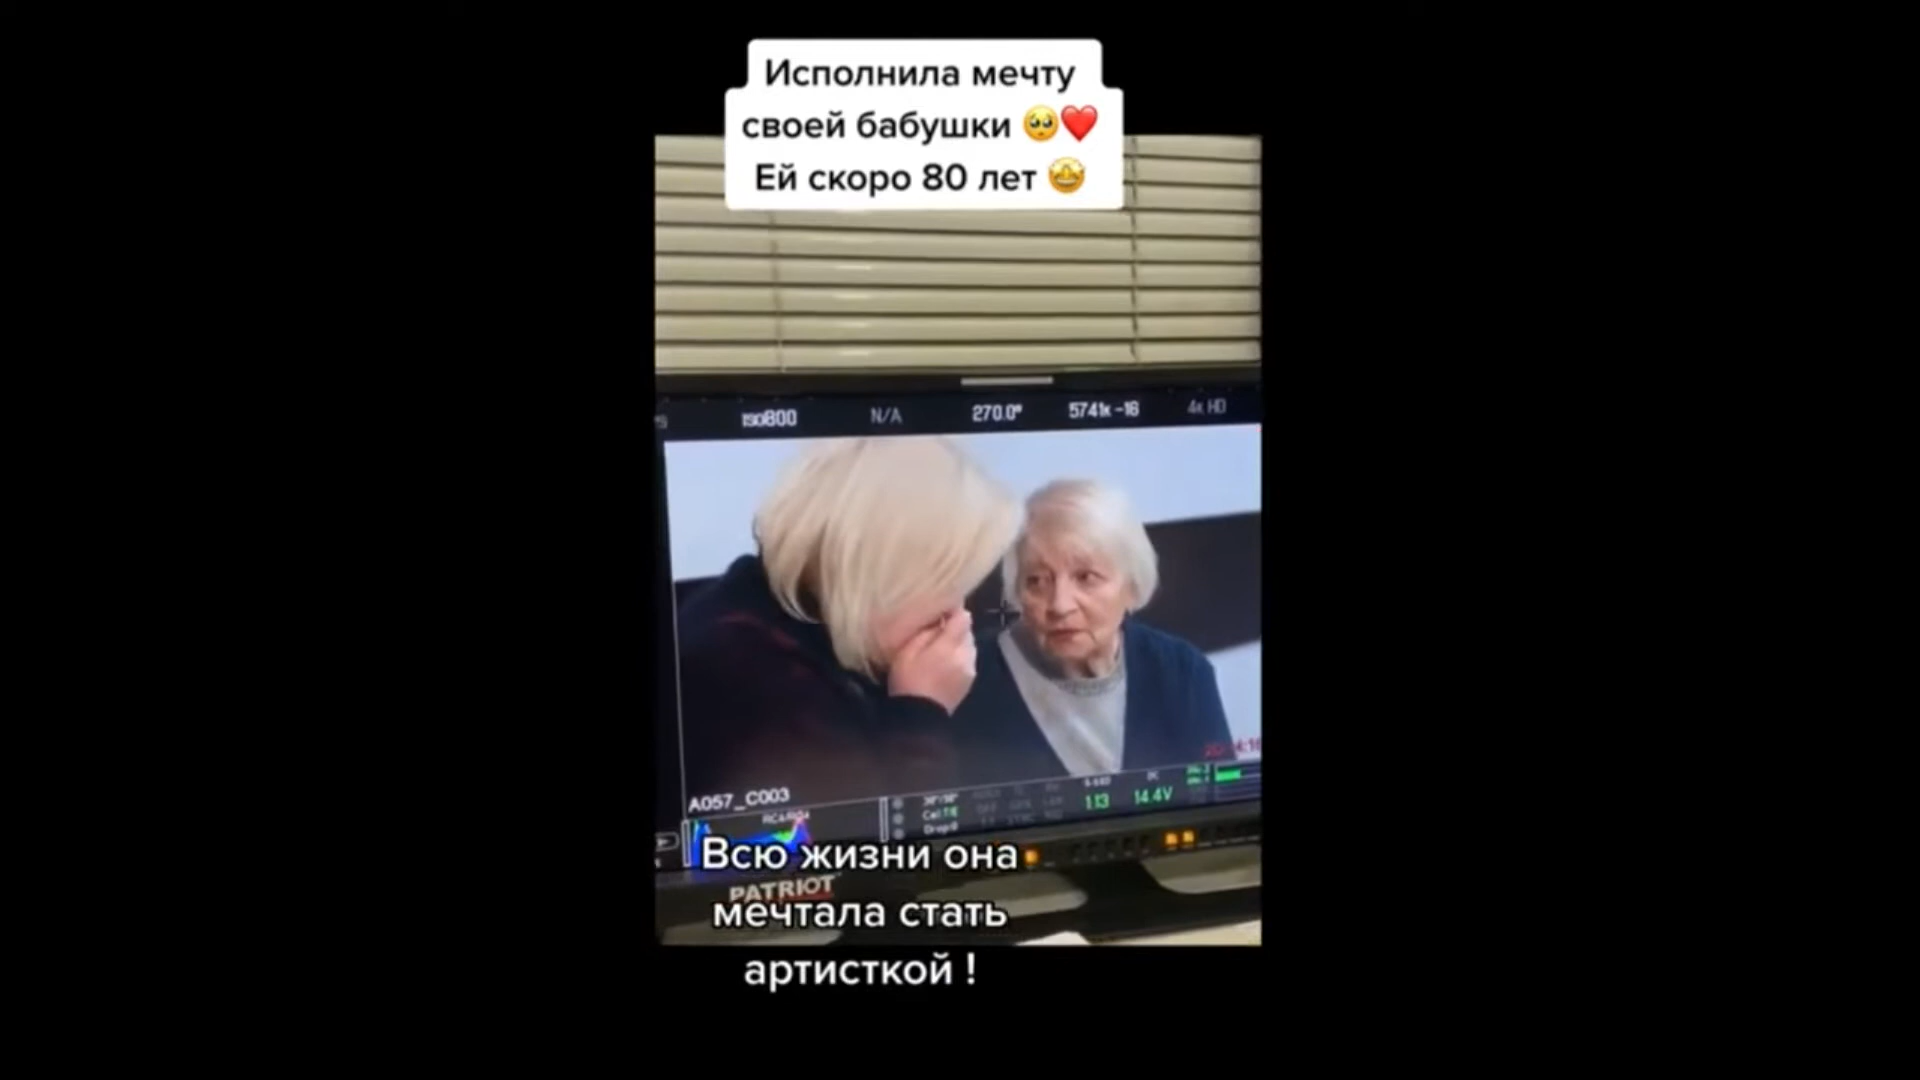 Исполнила мечту
своей бабушки 🥺❤️
Ей скоро 80 лет 🤩
ISO800 N/A 270.0° 5741K -16 4K HD
A057_C003
1.13 14.4V
Всю жизни она
PATRIOT
мечтала стать
артисткой !